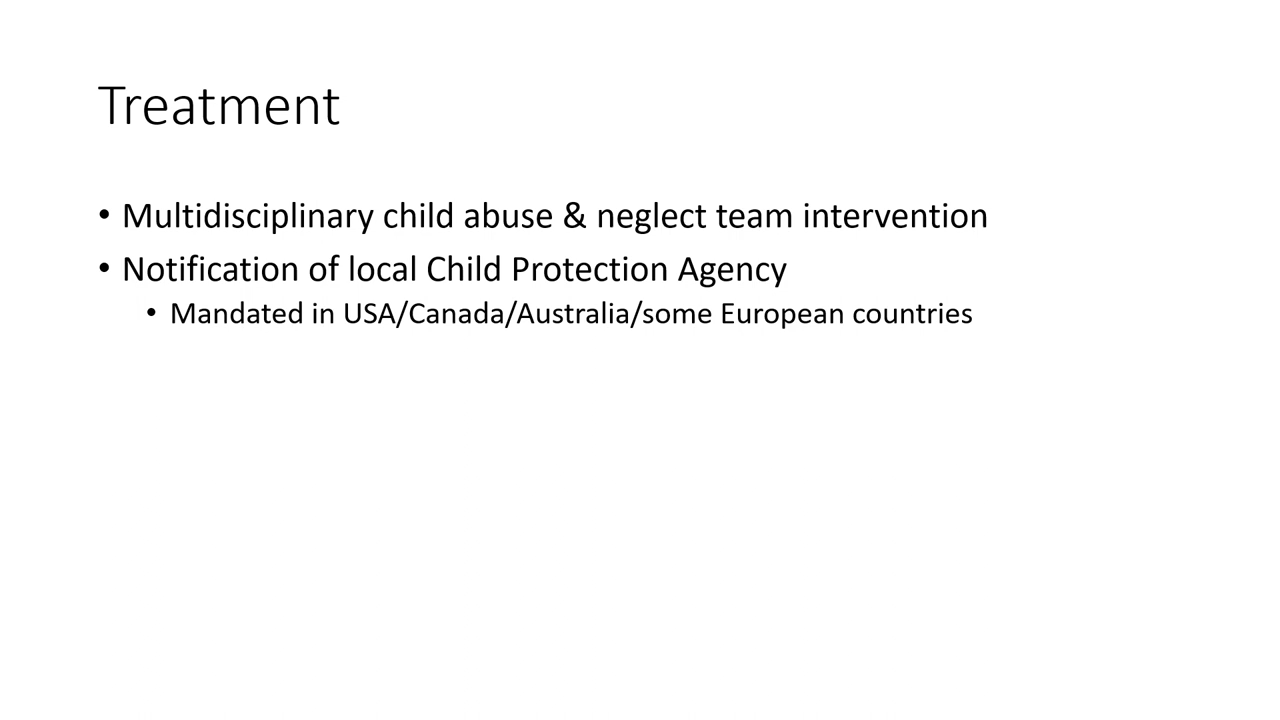 Treatment
• Multidisciplinary child abuse & neglect team intervention
• Notification of local Child Protection Agency
• Mandated in USA/Canada/Australia/some European countries